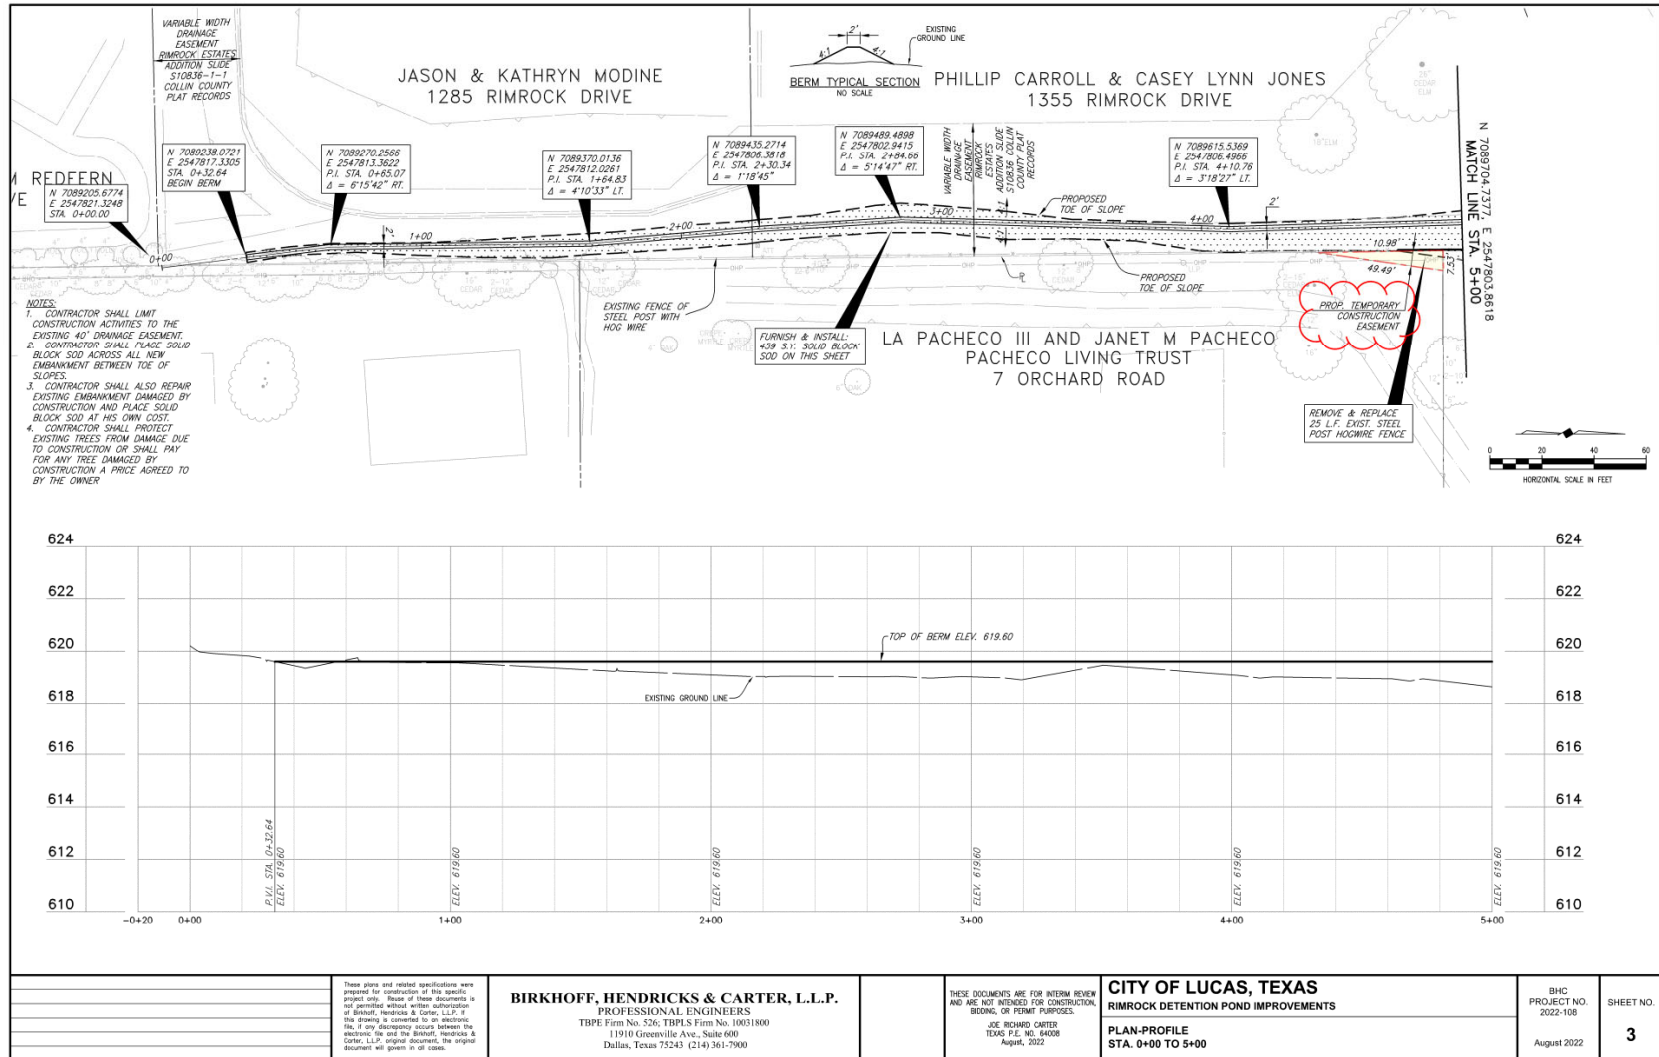 VARIABLE WIDTH
DRAINAGE
EASEMENT
RIMROCK ESTATES
ADDITION SLIDE
S10836-1-1
COLLIN COUNTY
PLAT RECORDS
JASON & KATHRYN MODINE
1285 RIMROCK DRIVE
2'
4:1
4:1
EXISTING
GROUND LINE
BERM TYPICAL SECTION
NO SCALE
PHILLIP CARROLL & CASEY LYNN JONES
1355 RIMROCK DRIVE
36"
CEDAR
ELM
18"ELM
REDFERN
N 7089205.6774
E 2547821.3248
STA. 0+00.00
N 7089239.0721
E 2547817.3305
STA. 0+32.64
BEGIN BERM
N 7089270.2566
E 2547813.3622
P.I. STA. 0+65.07
Δ = 6°15'42" RT.
N 7089370.0136
E 2547812.0261
P.I. STA. 1+64.83
Δ = 4°10'33" LT.
N 7089435.2714
E 2547806.3818
P.I. STA. 2+30.34
Δ = 1°18'45"
N 7089489.4898
E 2547802.9415
P.I. STA. 2+84.66
Δ = 5°14'47" RT.
VARIABLE WIDTH
DRAINAGE
EASEMENT
RIMROCK
ESTATES
ADDITION SLIDE
S10836 COLLIN
COUNTY PLAT
RECORDS
N 7089615.5369
E 2547806.4966
P.I. STA. 4+10.76
Δ = 3°18'27" LT.
N 7089704.7377 E 2547803.8618
MATCH LINE STA. 5+00
PROPOSED
TOE OF SLOPE
0+00
1+00
2'
2+00
3+00
4:1
4:1
4+00
2'
10.98'
49.49'
7.53'
PROPOSED
TOE OF SLOPE
PROP. TEMPORARY
CONSTRUCTION
EASEMENT
EXISTING FENCE OF
STEEL POST WITH
HOG WIRE
FURNISH & INSTALL:
439 S.Y. SOLID BLOCK
SOD ON THIS SHEET
LA PACHECO III AND JANET M PACHECO
PACHECO LIVING TRUST
7 ORCHARD ROAD
REMOVE & REPLACE
25 L.F. EXIST. STEEL
POST HOGWIRE FENCE
NOTES:
1. CONTRACTOR SHALL LIMIT
CONSTRUCTION ACTIVITIES TO THE
EXISTING 40' DRAINAGE EASEMENT.
2. CONTRACTOR SHALL PLACE SOLID
BLOCK SOD ACROSS ALL NEW
EMBANKMENT BETWEEN TOE OF
SLOPES.
3. CONTRACTOR SHALL ALSO REPAIR
EXISTING EMBANKMENT DAMAGED BY
CONSTRUCTION AND PLACE SOLID
BLOCK SOD AT HIS OWN COST.
4. CONTRACTOR SHALL PROTECT
EXISTING TREES FROM DAMAGE DUE
TO CONSTRUCTION OR SHALL PAY
FOR ANY TREE DAMAGED BY
CONSTRUCTION A PRICE AGREED TO
BY THE OWNER
0 20 40 60
HORIZONTAL SCALE IN FEET
624 624
622 622
620 620
618 618
616 616
614 614
612 612
610 610
TOP OF BERM ELEV. 619.60
EXISTING GROUND LINE
P.V.I. STA. 0+32.64
ELEV. 619.60
ELEV. 619.60
ELEV. 619.60
ELEV. 619.60
ELEV. 619.60
ELEV. 619.60
-0+20 0+00 1+00 2+00 3+00 4+00 5+00
These plans and related specifications were
prepared for construction of this specific
project only. Reuse of these documents is
not permitted without written authorization
of Birkhoff, Hendricks & Carter, L.L.P. If
this drawing is converted to an electronic
file, if any discrepancy occurs between the
electronic file and the Birkhoff, Hendricks &
Carter, L.L.P. original document, the original
document will govern in all cases.
BIRKHOFF, HENDRICKS & CARTER, L.L.P.
PROFESSIONAL ENGINEERS
TBPE Firm No. 526; TBPLS Firm No. 10031800
11910 Greenville Ave., Suite 600
Dallas, Texas 75243 (214) 361-7900
THESE DOCUMENTS ARE FOR INTERIM REVIEW
AND ARE NOT INTENDED FOR CONSTRUCTION,
BIDDING, OR PERMIT PURPOSES.
JOE RICHARD CARTER
TEXAS P.E. NO. 64008
August, 2022
CITY OF LUCAS, TEXAS
RIMROCK DETENTION POND IMPROVEMENTS
PLAN-PROFILE
STA. 0+00 TO 5+00
BHC
PROJECT NO.
2022-108
August 2022
SHEET NO.
3